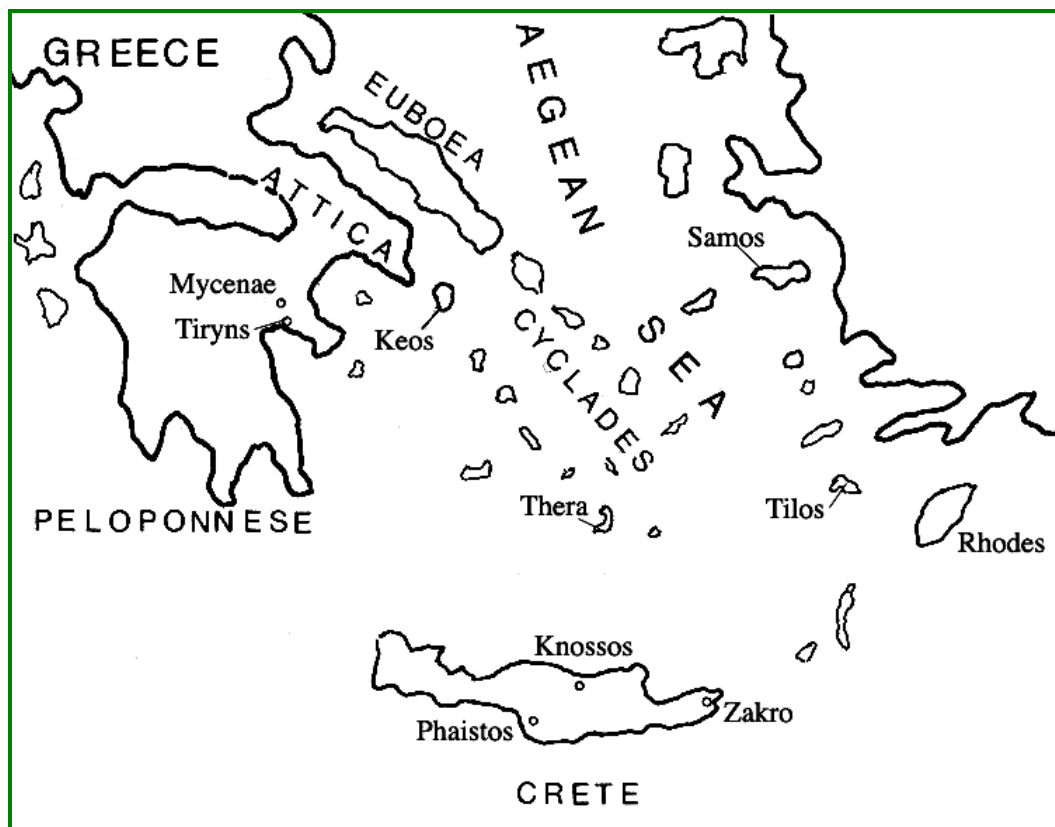 GREECE
AEGEAN
SEA
EUBOEA
ATTICA
Samos
Mycenae
Tiryns
Keos
CYCLADES
Thera
Tilos
PELOPONNESE
Rhodes
Knossos
Zakro
Phaistos
CRETE